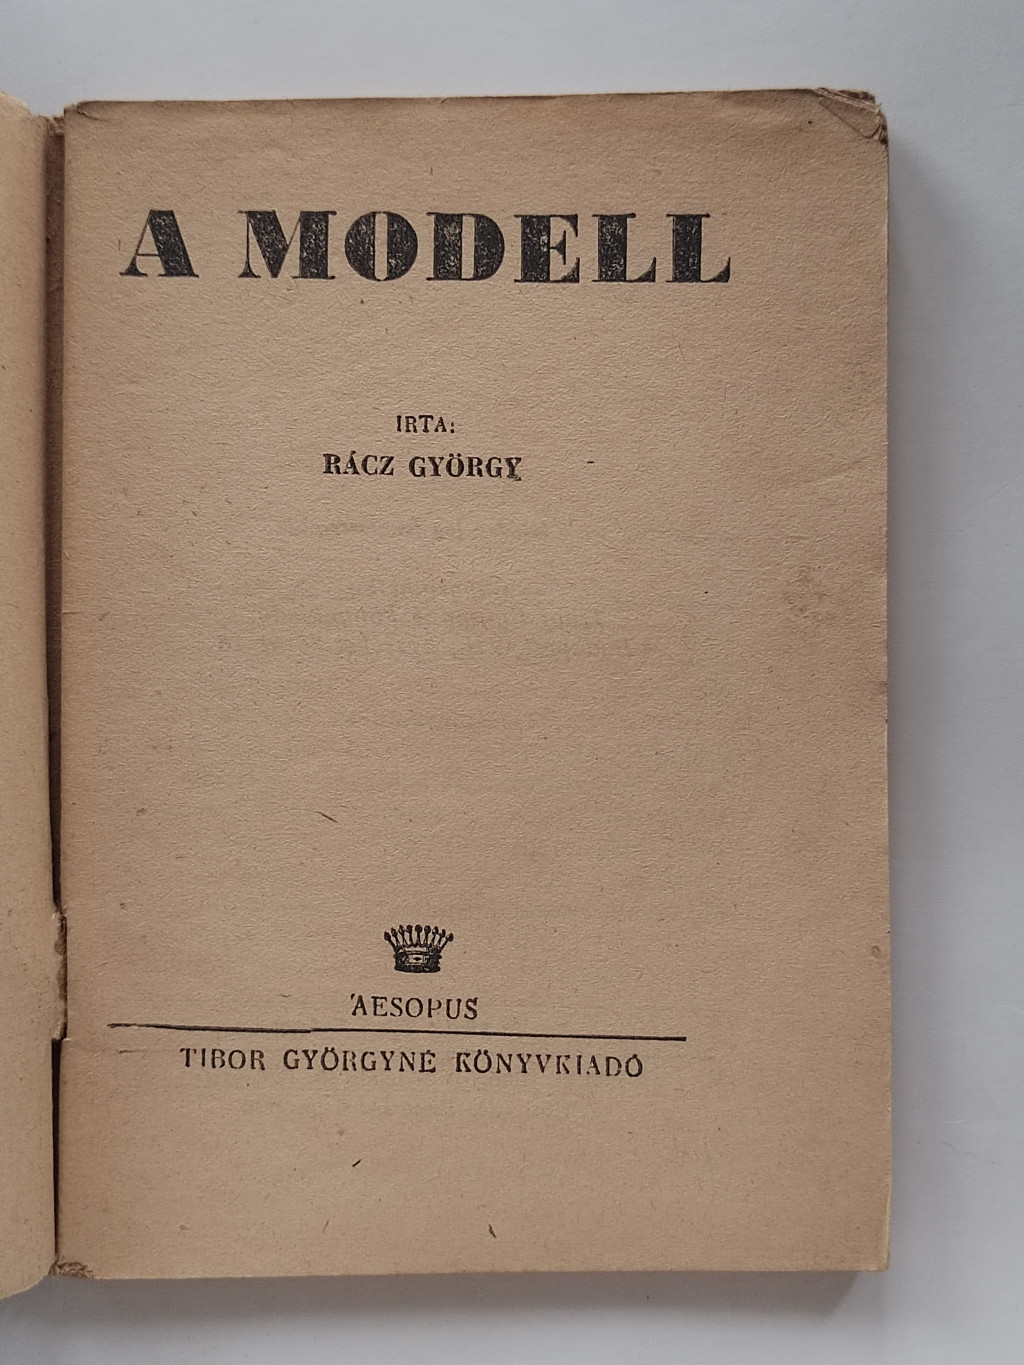 A MODELL
IRTA:
RÁCZ GYÖRGY
AESOPUS
TIBOR GYÖRGYNÉ KÖNYVKIADÓ